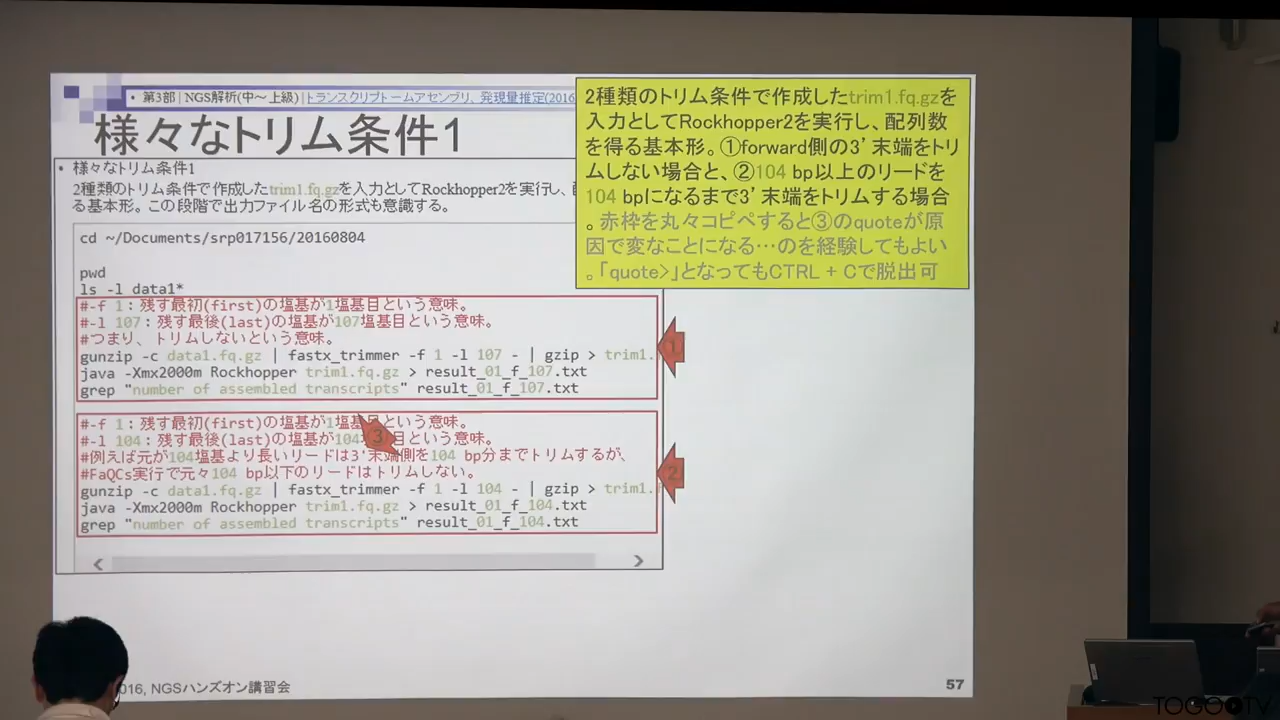 • 第3部 | NGS解析(中～上級) | トランスクリプトームアセンブリ、発現量推定(2016
様々なトリム条件1
• 様々なトリム条件1
2種類のトリム条件で作成したtrim1.fq.gzを入力としてRockhopper2を実行し、
る基本形。この段階で出力ファイル名の形式も意識する。
cd ~/Documents/srp017156/20160804
pwd
ls -l data1*
#-f 1：残す最初(first)の塩基が1塩基目という意味。
#-l 107：残す最後(last)の塩基が107塩基目という意味。
#つまり、トリムしないという意味。
gunzip -c data1.fq.gz | fastx_trimmer -f 1 -l 107 - | gzip > trim1.
java -Xmx2000m Rockhopper trim1.fq.gz > result_01_f_107.txt
grep "number of assembled transcripts" result_01_f_107.txt
①
#-f 1：残す最初(first)の塩基が1塩基目という意味。
#-l 104：残す最後(last)の塩基が104 目という意味。
③
#例えば元が104塩基より長いリードは3'末端側を104 bp分までトリムするが、
#FaQCs実行で元々104 bp以下のリードはトリムしない。
gunzip -c data1.fq.gz | fastx_trimmer -f 1 -l 104 - | gzip > trim1.
java -Xmx2000m Rockhopper trim1.fq.gz > result_01_f_104.txt
grep "number of assembled transcripts" result_01_f_104.txt
②
2種類のトリム条件で作成したtrim1.fq.gzを
入力としてRockhopper2を実行し、配列数
を得る基本形。①forward側の3'末端をトリ
ムしない場合と、②104 bp以上のリードを
104 bpになるまで3'末端をトリムする場合
。赤枠を丸々コピペすると③のquoteが原
因で変なことになる…のを経験してもよい
。「quote>」となってもCTRL + Cで脱出可
016, NGSハンズオン講習会
57
TOGOTV